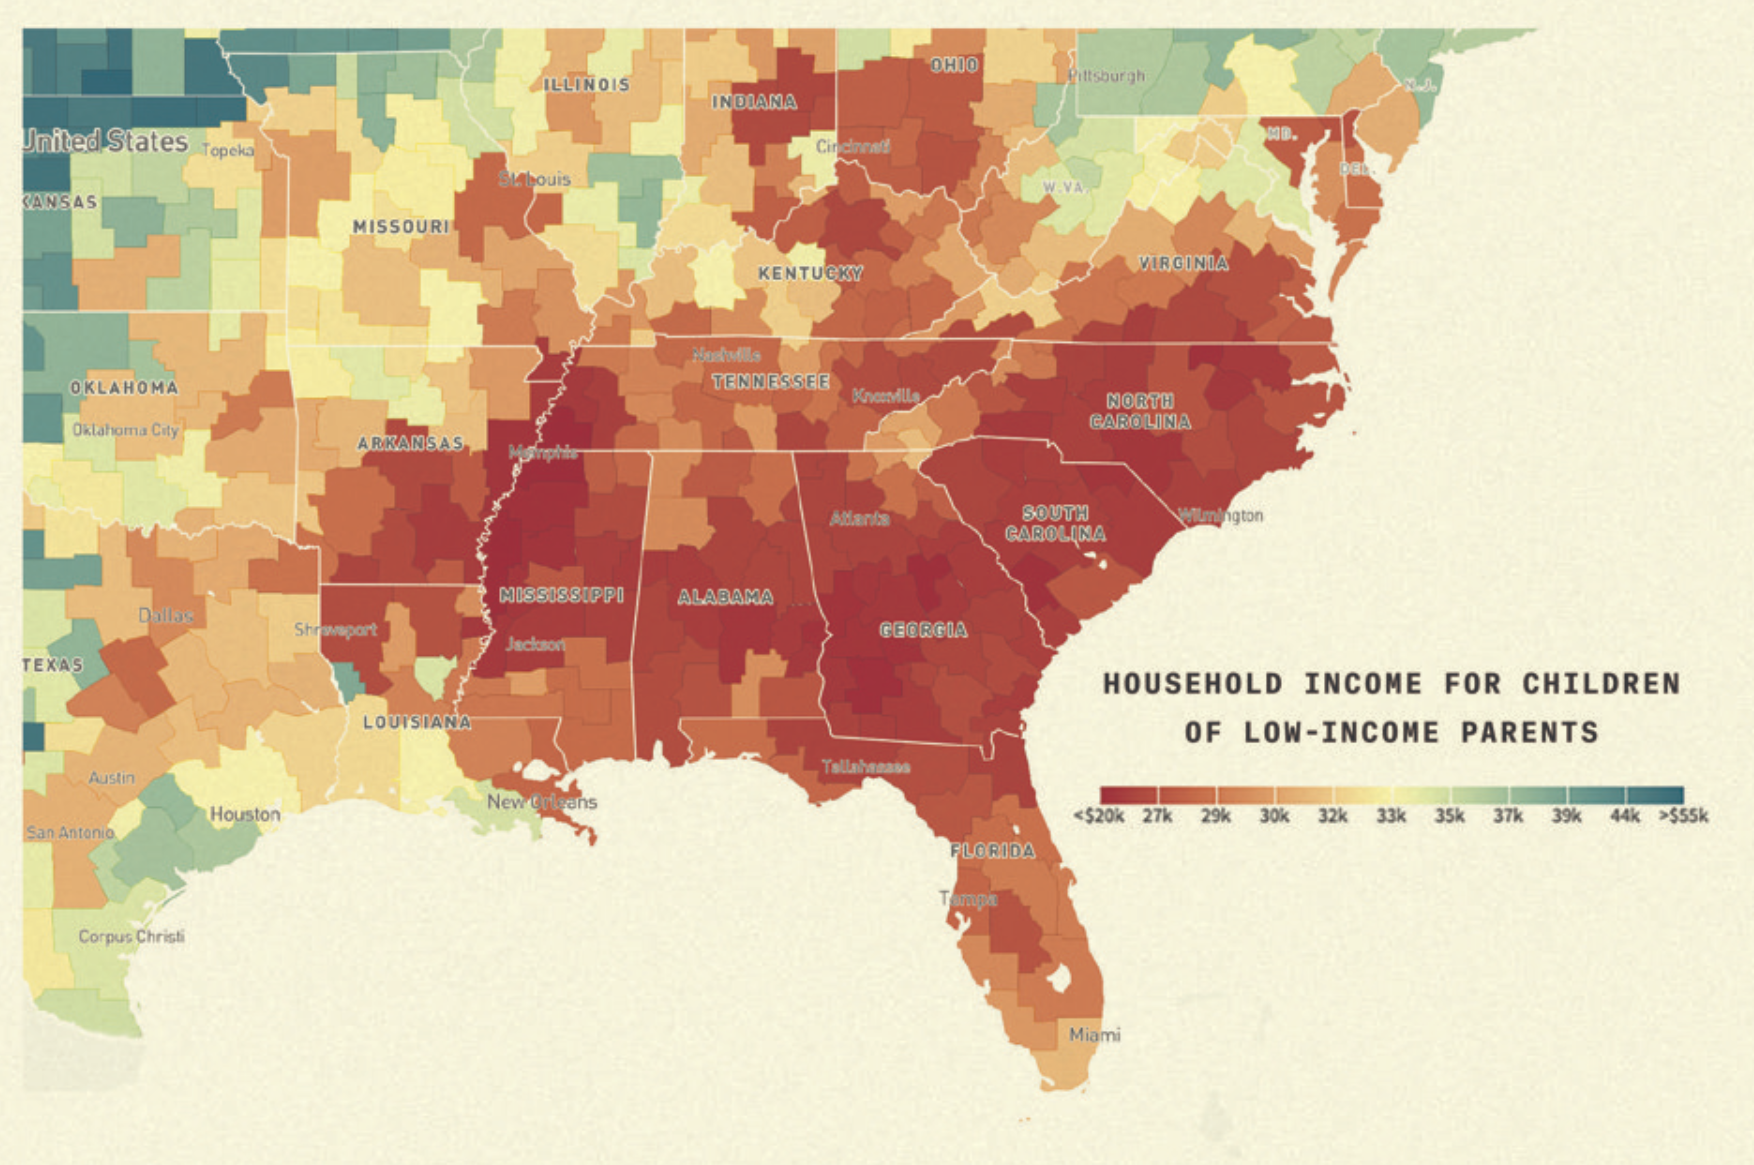 ILLINOIS
OHIO
Pittsburgh
INDIANA
N.J.
United States
Topeka
Cincinnati
MD.
St. Louis
DEL.
KANSAS
W.VA.
MISSOURI
KENTUCKY
VIRGINIA
Nashville
TENNESSEE
OKLAHOMA
Knoxville
NORTH
CAROLINA
Oklahoma City
ARKANSAS
Memphis
Atlanta
SOUTH
CAROLINA
Wilmington
MISSISSIPPI
ALABAMA
Dallas
Shreveport
GEORGIA
Jackson
TEXAS
HOUSEHOLD INCOME FOR CHILDREN
OF LOW-INCOME PARENTS
LOUISIANA
Tallahassee
Austin
New Orleans
Houston
<$20k 27k 29k 30k 32k 33k 35k 37k 39k 44k >$55k
San Antonio
FLORIDA
Tampa
Corpus Christi
Miami